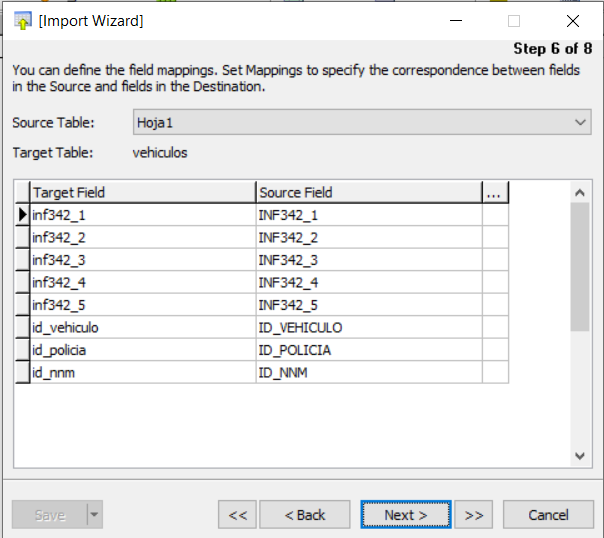 [Import Wizard]
Step 6 of 8
You can define the field mappings. Set Mappings to specify the correspondence between fields
in the Source and fields in the Destination.
Source Table: Hoja1
Target Table: vehiculos
Target Field Source Field ...
inf342_1 INF342_1
inf342_2 INF342_2
inf342_3 INF342_3
inf342_4 INF342_4
inf342_5 INF342_5
id_vehiculo ID_VEHICULO
id_policia ID_POLICIA
id_nnm ID_NNM
Save << < Back Next > >> Cancel